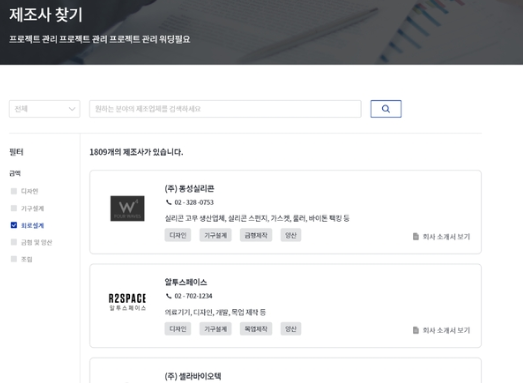 제조사 찾기
프로젝트 관리 프로젝트 관리 프로젝트 관리 워딩필요
전체
원하는 분야의 제조업체를 검색하세요
필터
1809개의 제조사가 있습니다.
금액
디자인
기구설계
회로설계
금형 및 양산
조립
W
(주) 동성실리콘
02 - 328 -0753
실리콘 고무 생산업체, 실리콘 스펀지, 가스켓, 롤러, 바이톤 팩킹 등
디자인 기구설계 금형제작 양산
회사 소개서 보기
R2SPACE
알투스페이스
알투스페이스
02 - 702-1234
의료기기, 디자인, 개발, 목업 제작 등
디자인 기구설계 목업제작 양산
회사 소개서 보기
(주) 셀라바이오텍